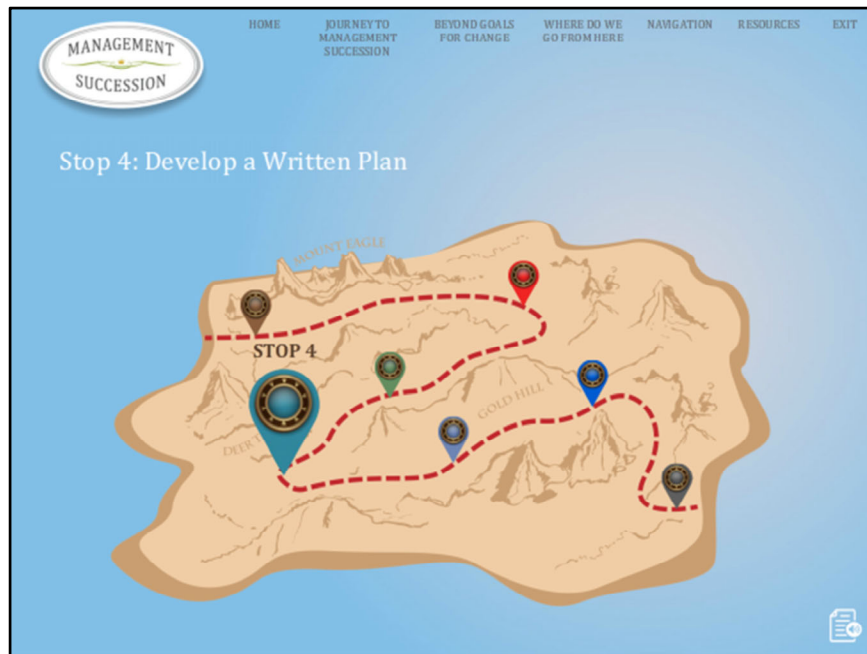 HOME
JOURNEY TO
MANAGEMENT
SUCCESSION
BEYOND GOALS
FOR CHANGE
WHERE DO WE
GO FROM HERE
NAVIGATION
RESOURCES
EXIT
MANAGEMENT
SUCCESSION
Stop 4: Develop a Written Plan
MOUNT EAGLE
STOP 4
GOLD HILL
DEER